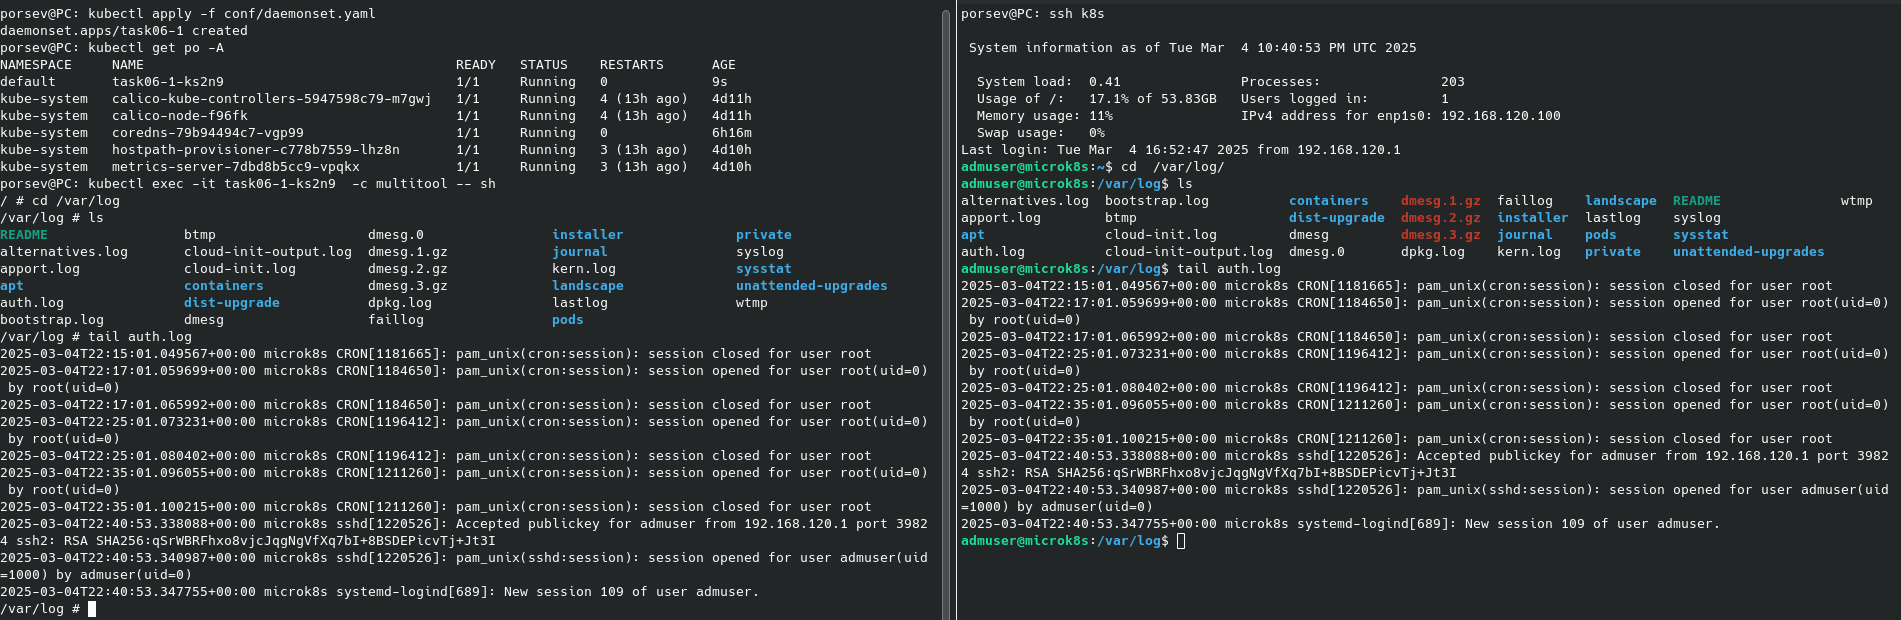 porsev@PC: kubectl apply -f conf/daemonset.yaml
daemonset.apps/task06-1 created
porsev@PC: kubectl get po -A
NAMESPACE     NAME                                       READY   STATUS    RESTARTS      AGE
default       task06-1-ks2n9                             1/1     Running   0             9s
kube-system   calico-kube-controllers-5947598c79-m7gwj   1/1     Running   4 (13h ago)   4d11h
kube-system   calico-node-f96fk                          1/1     Running   4 (13h ago)   4d11h
kube-system   coredns-79b94494c7-vgp99                   1/1     Running   0             6h16m
kube-system   hostpath-provisioner-c778b7559-lhz8n       1/1     Running   3 (13h ago)   4d10h
kube-system   metrics-server-7dbd8b5cc9-vpqkx            1/1     Running   3 (13h ago)   4d10h
porsev@PC: kubectl exec -it task06-1-ks2n9  -c multitool -- sh
/ # cd /var/log
/var/log # ls
README                 btmp                   dmesg.0                installer              private
alternatives.log       cloud-init-output.log  dmesg.1.gz             journal                syslog
apport.log             cloud-init.log         dmesg.2.gz             kern.log               sysstat
apt                    containers             dmesg.3.gz             landscape              unattended-upgrades
auth.log               dist-upgrade           dpkg.log               lastlog                wtmp
bootstrap.log          dmesg                  faillog                pods
/var/log # tail auth.log
2025-03-04T22:15:01.049567+00:00 microk8s CRON[1181665]: pam_unix(cron:session): session closed for user root
2025-03-04T22:17:01.059699+00:00 microk8s CRON[1184650]: pam_unix(cron:session): session opened for user root(uid=0)
 by root(uid=0)
2025-03-04T22:17:01.065992+00:00 microk8s CRON[1184650]: pam_unix(cron:session): session closed for user root
2025-03-04T22:25:01.073231+00:00 microk8s CRON[1196412]: pam_unix(cron:session): session opened for user root(uid=0)
 by root(uid=0)
2025-03-04T22:25:01.080402+00:00 microk8s CRON[1196412]: pam_unix(cron:session): session closed for user root
2025-03-04T22:35:01.096055+00:00 microk8s CRON[1211260]: pam_unix(cron:session): session opened for user root(uid=0)
 by root(uid=0)
2025-03-04T22:35:01.100215+00:00 microk8s CRON[1211260]: pam_unix(cron:session): session closed for user root
2025-03-04T22:40:53.338088+00:00 microk8s sshd[1220526]: Accepted publickey for admuser from 192.168.120.1 port 3982
4 ssh2: RSA SHA256:qSrWBRFhxo8vjcJqgNgVfXq7bI+8BSDEPicvTj+Jt3I
2025-03-04T22:40:53.340987+00:00 microk8s sshd[1220526]: pam_unix(sshd:session): session opened for user admuser(uid
=1000) by admuser(uid=0)
2025-03-04T22:40:53.347755+00:00 microk8s systemd-logind[689]: New session 109 of user admuser.
/var/log #
porsev@PC: ssh k8s
System information as of Tue Mar  4 10:40:53 PM UTC 2025
System load:  0.41               Processes:               203
Usage of /:   17.1% of 53.83GB   Users logged in:         1
Memory usage: 11%                IPv4 address for enp1s0: 192.168.120.100
Swap usage:   0%
Last login: Tue Mar  4 16:52:47 2025 from 192.168.120.1
admuser@microk8s:~$ cd  /var/log/
admuser@microk8s:/var/log$ ls
alternatives.log  bootstrap.log          containers    dmesg.1.gz  faillog    landscape  README               wtmp
apport.log        btmp                   dist-upgrade  dmesg.2.gz  installer  lastlog    syslog
apt               cloud-init.log         dmesg         dmesg.3.gz  journal    pods       sysstat
auth.log          cloud-init-output.log  dmesg.0       dpkg.log    kern.log   private    unattended-upgrades
admuser@microk8s:/var/log$ tail auth.log
2025-03-04T22:15:01.049567+00:00 microk8s CRON[1181665]: pam_unix(cron:session): session closed for user root
2025-03-04T22:17:01.059699+00:00 microk8s CRON[1184650]: pam_unix(cron:session): session opened for user root(uid=0)
 by root(uid=0)
2025-03-04T22:17:01.065992+00:00 microk8s CRON[1184650]: pam_unix(cron:session): session closed for user root
2025-03-04T22:25:01.073231+00:00 microk8s CRON[1196412]: pam_unix(cron:session): session opened for user root(uid=0)
 by root(uid=0)
2025-03-04T22:25:01.080402+00:00 microk8s CRON[1196412]: pam_unix(cron:session): session closed for user root
2025-03-04T22:35:01.096055+00:00 microk8s CRON[1211260]: pam_unix(cron:session): session opened for user root(uid=0)
 by root(uid=0)
2025-03-04T22:35:01.100215+00:00 microk8s CRON[1211260]: pam_unix(cron:session): session closed for user root
2025-03-04T22:40:53.338088+00:00 microk8s sshd[1220526]: Accepted publickey for admuser from 192.168.120.1 port 3982
4 ssh2: RSA SHA256:qSrWBRFhxo8vjcJqgNgVfXq7bI+8BSDEPicvTj+Jt3I
2025-03-04T22:40:53.340987+00:00 microk8s sshd[1220526]: pam_unix(sshd:session): session opened for user admuser(uid
=1000) by admuser(uid=0)
2025-03-04T22:40:53.347755+00:00 microk8s systemd-logind[689]: New session 109 of user admuser.
admuser@microk8s:/var/log$